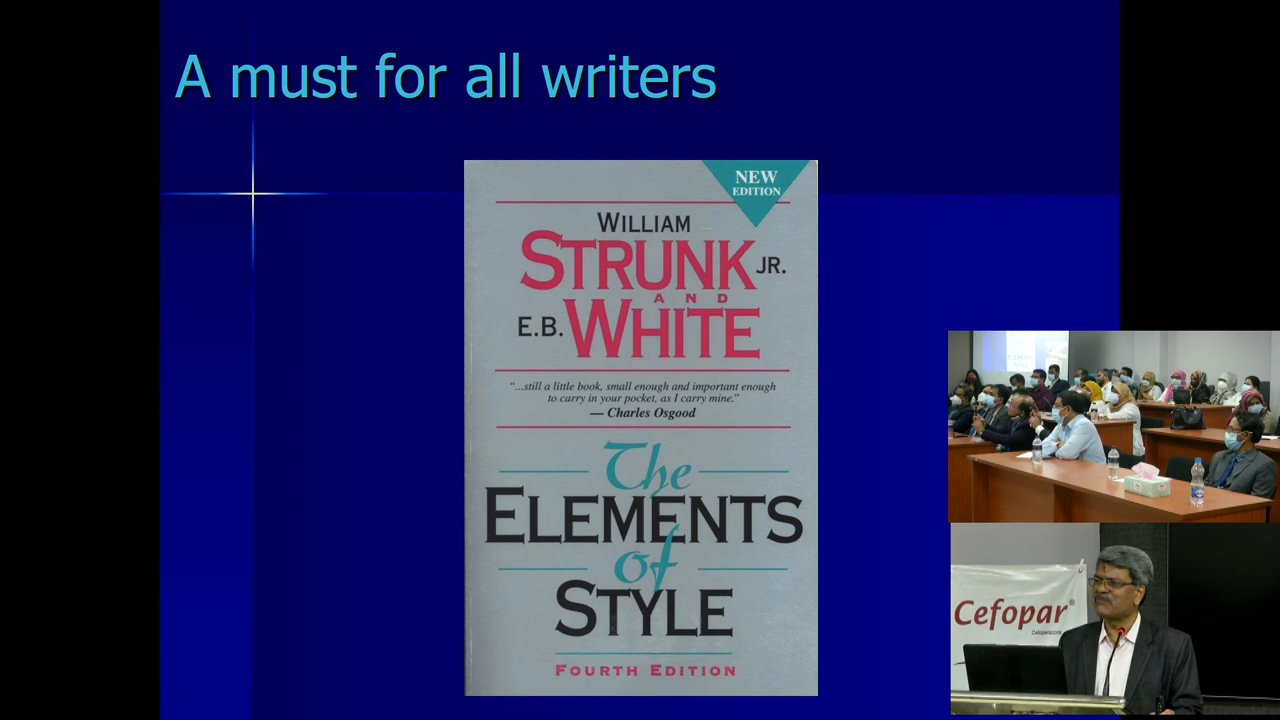 A must for all writers
NEW
EDITION
WILLIAM
STRUNK JR.
AND
E.B. WHITE
“...still a little book, small enough and important enough
to carry in your pocket, as I carry mine.”
— Charles Osgood
The
ELEMENTS
of
STYLE
FOURTH EDITION
ELEMENTS
Cefopar®